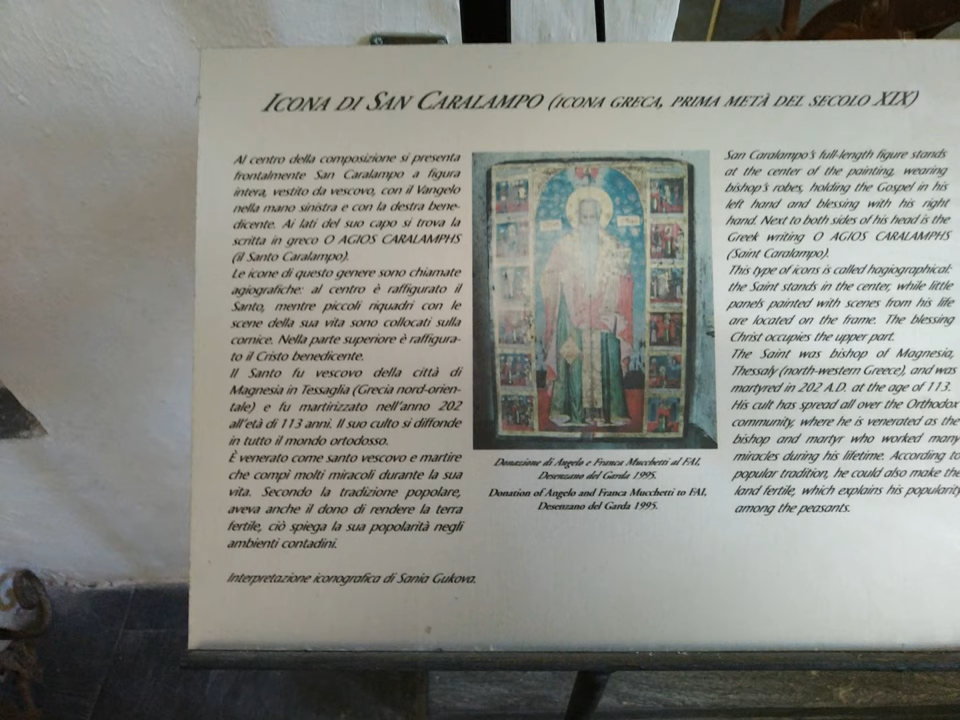 ICONA DI SAN CARALAMPO (ICONA GRECA, PRIMA METÀ DEL SECOLO XIX)
Al centro della composizione si presenta
frontalmente San Caralampo a figura
intera, vestito da vescovo, con il Vangelo
nella mano sinistra e con la destra bene-
dicente. Ai lati del suo capo si trova la
scritta in greco O AGIOS CARALAMPHS
(il Santo Caralampo).
Le icone di questo genere sono chiamate
agiografiche: al centro è raffigurato il
Santo, mentre piccoli riquadri con le
scene della sua vita sono collocati sulla
cornice. Nella parte superiore è raffigura-
to il Cristo benedicente.
Il Santo fu vescovo della città di
Magnesia in Tessaglia (Grecia nord-orien-
tale) e fu martirizzato nell'anno 202
all'età di 113 anni. Il suo culto si diffonde
in tutto il mondo ortodosso.
È venerato come santo vescovo e martire
che compì molti miracoli durante la sua
vita. Secondo la tradizione popolare,
aveva anche il dono di rendere la terra
fertile, ciò spiega la sua popolarità negli
ambienti contadini.
Interpretazione iconografica di Sania Gukova.
Donazione di Angelo e Franca Mucchetti al FAI,
Desenzano del Garda 1995.
Donation of Angelo and Franca Mucchetti to FAI,
Desenzano del Garda 1995.
San Caralampo's full-length figure stands
at the center of the painting, wearing
bishop's robes, holding the Gospel in his
left hand and blessing with his right
hand. Next to both sides of his head is the
Greek writing O AGIOS CARALAMPHS
(Saint Caralampo).
This type of icons is called hagiographical:
the Saint stands in the center, while little
panels painted with scenes from his life
are located on the frame. The blessing
Christ occupies the upper part.
The Saint was bishop of Magnesia,
Thessaly (north-western Greece), and was
martyred in 202 A.D. at the age of 113.
His cult has spread all over the Orthodox
community, where he is venerated as the
bishop and martyr who worked many
miracles during his lifetime. According to
popular tradition, he could also make the
land fertile, which explains his popularity
among the peasants.